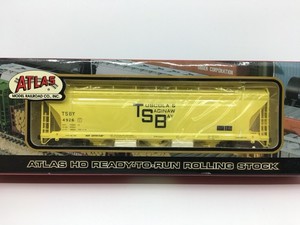 ATLAS
MODEL RAILROAD CO., INC.
TUSCOLA &
SAGINAW
BAY
TSB
TSBY
ATLAS HO READY-TO-RUN ROLLING STOCK